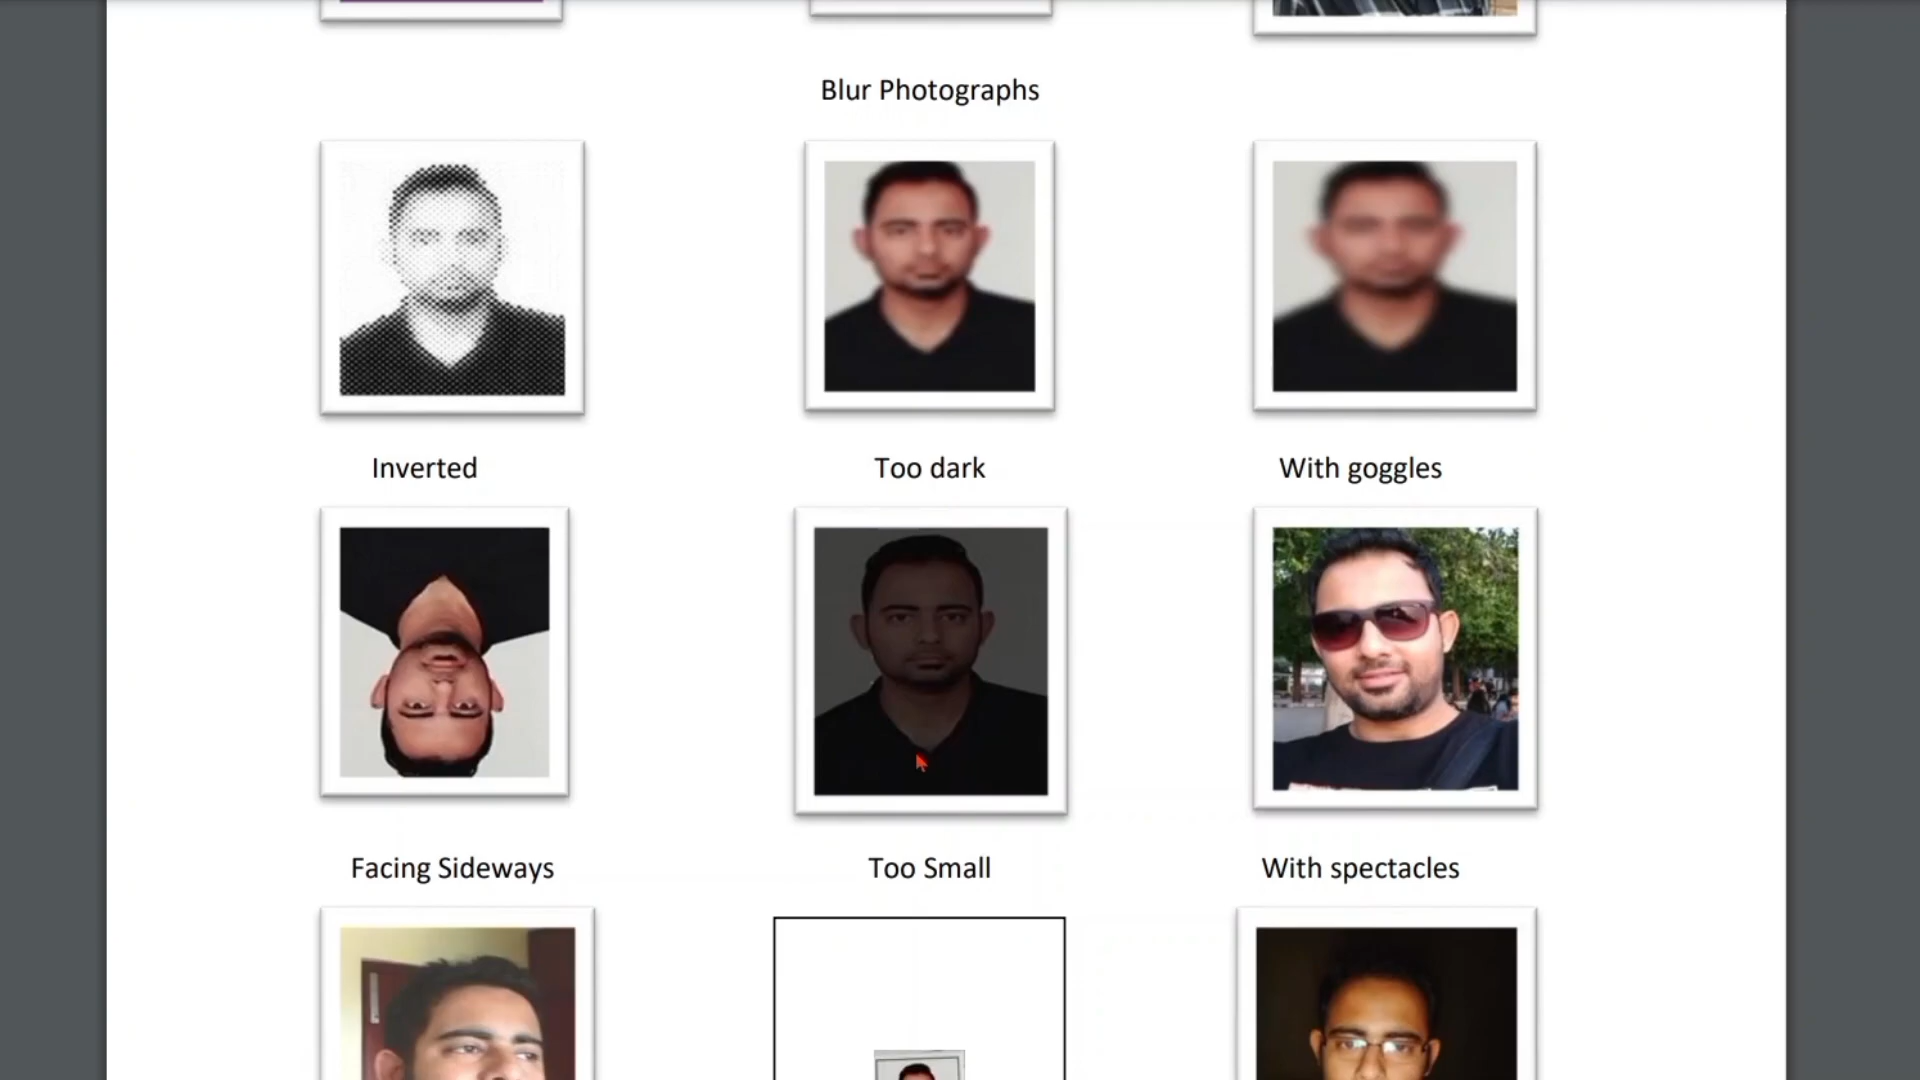 Blur Photographs
Inverted
Too dark
With goggles
Facing Sideways
Too Small
With spectacles